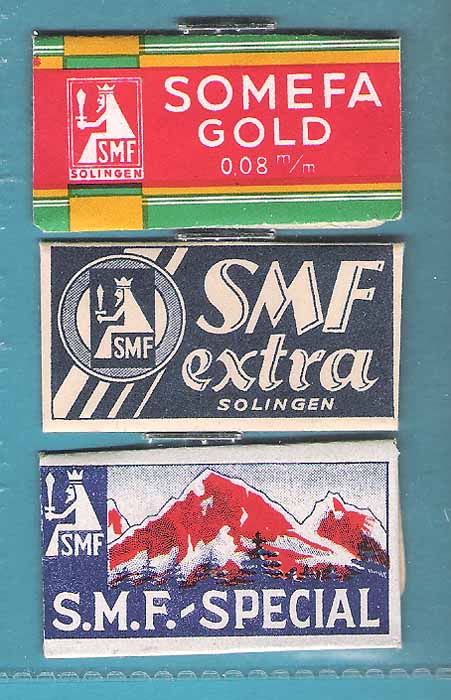 SMF
SOLINGEN
SOMEFA
GOLD
0,08 m/m
SMF
SMF
extra
SOLINGEN
SMF
S.M.F.-SPECIAL